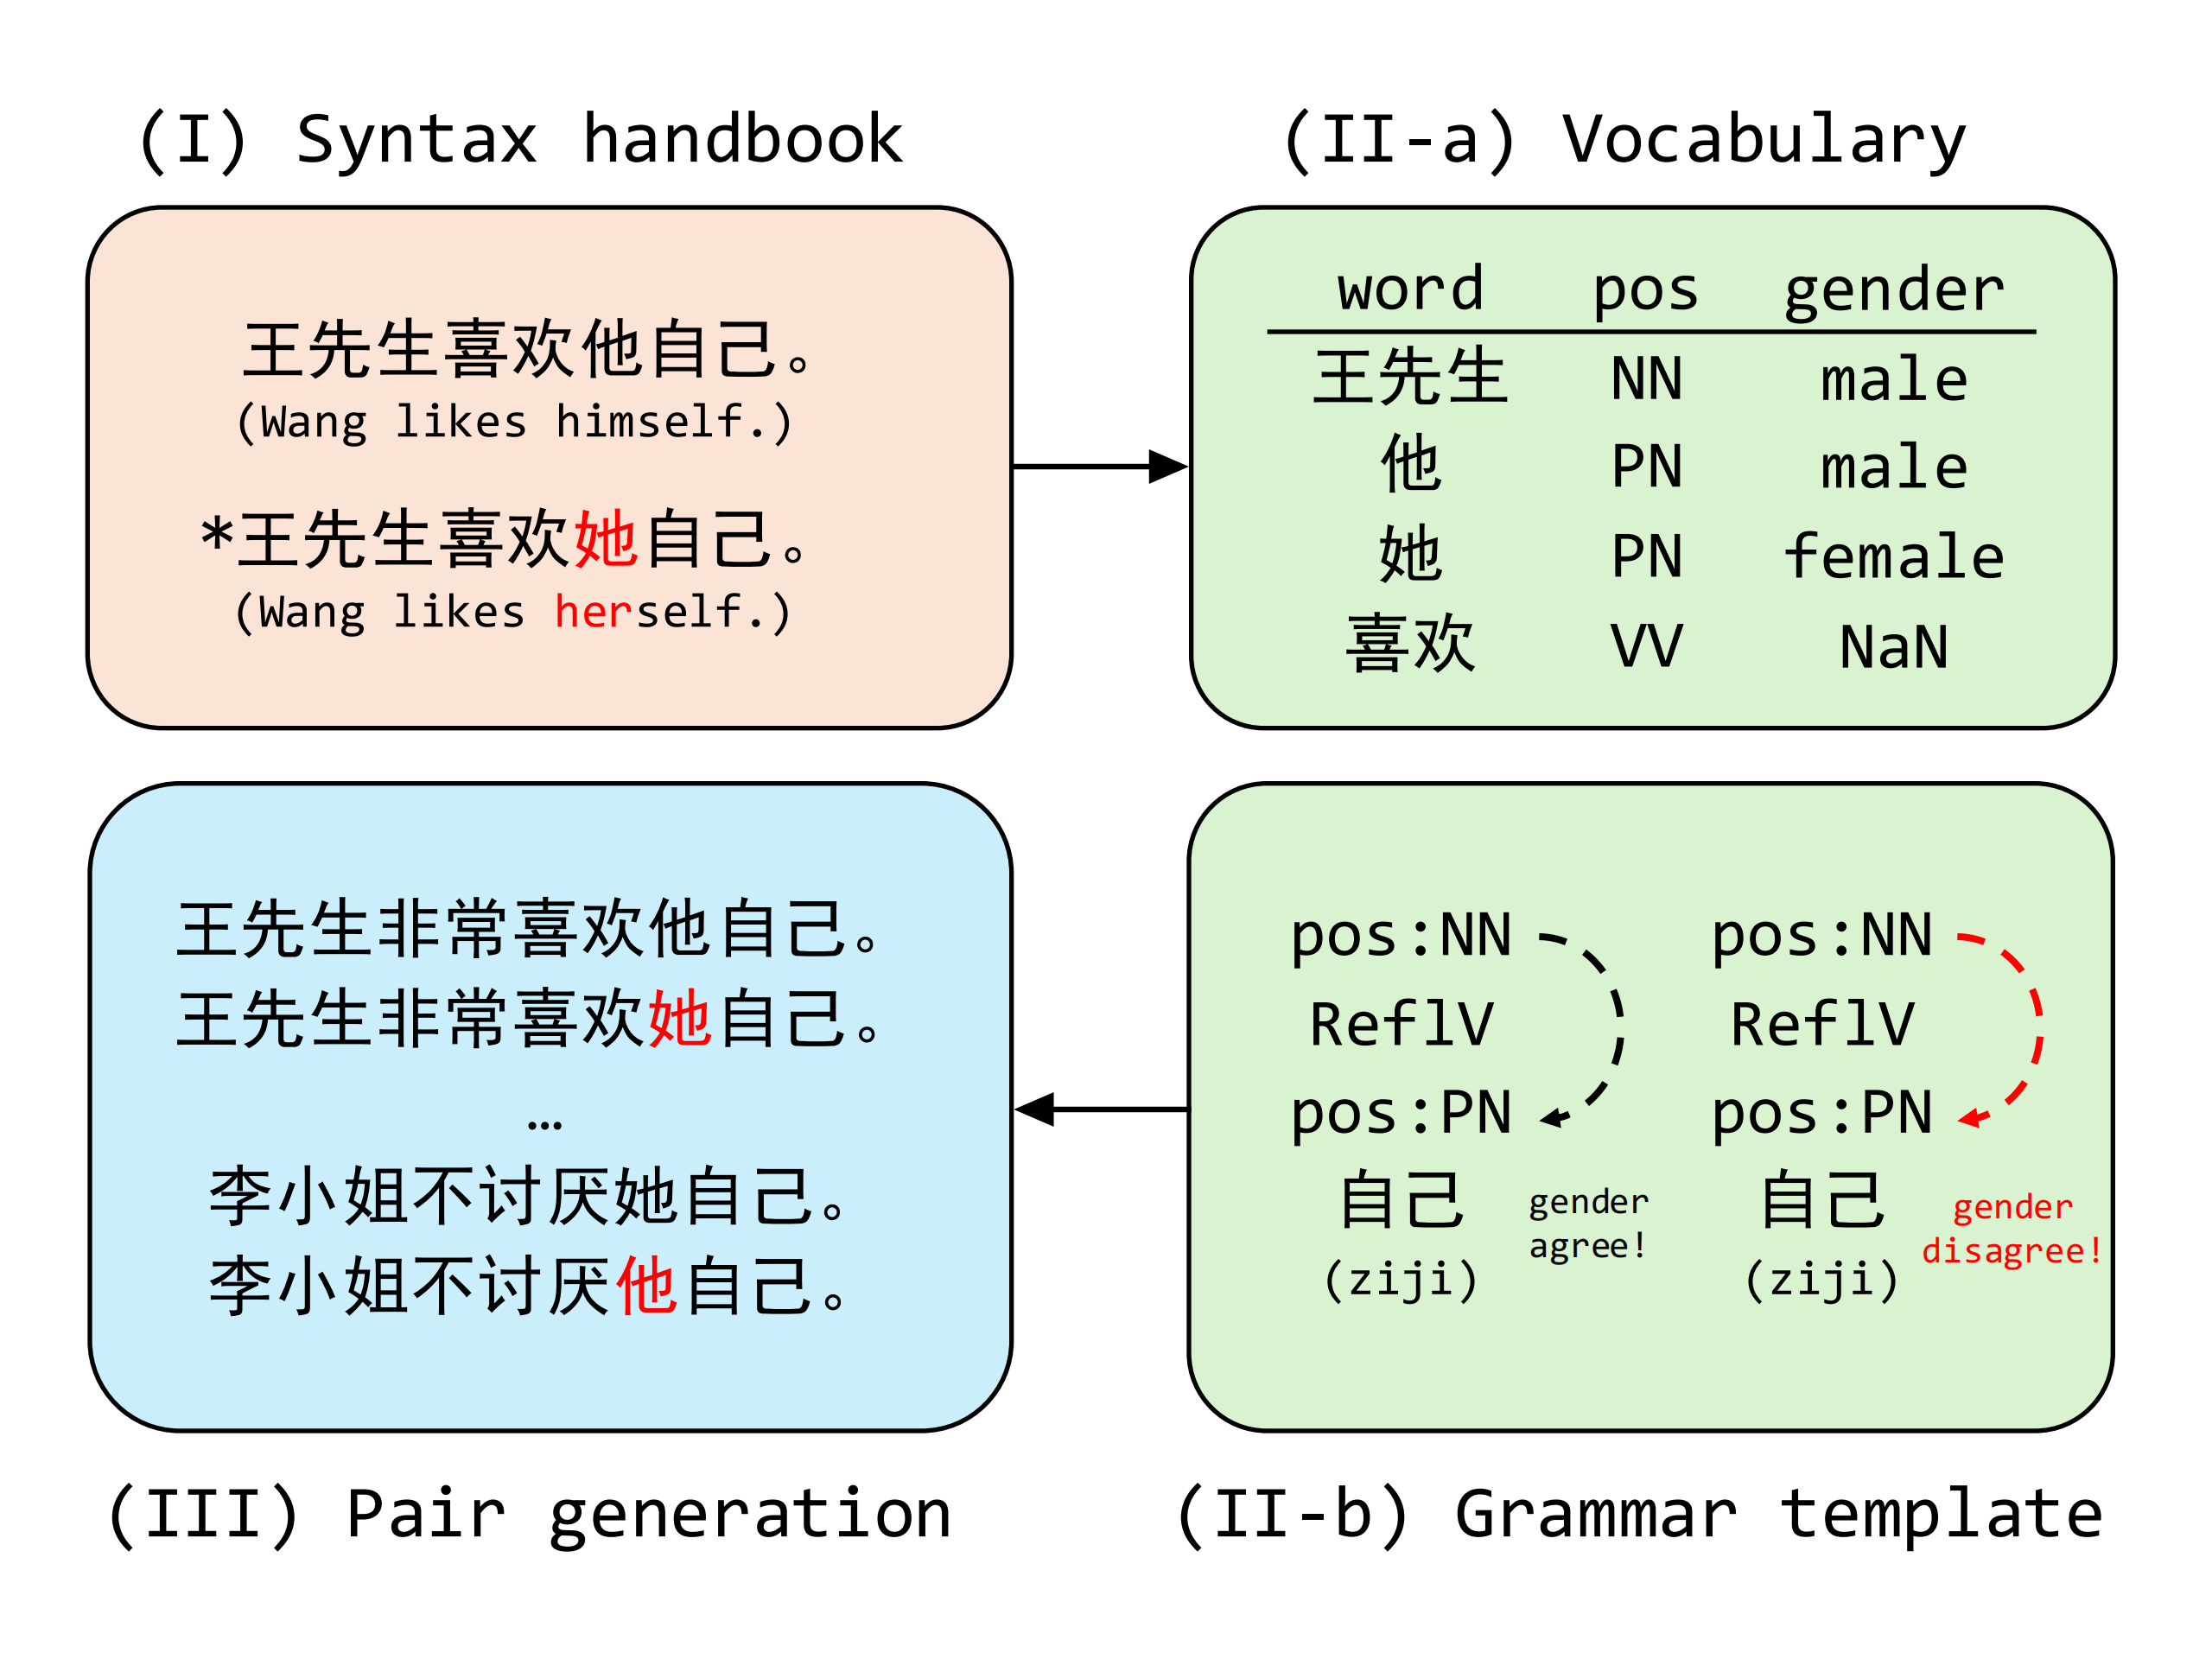 (I) Syntax handbook
王先生喜欢他自己。
(Wang likes himself.)
*王先生喜欢她自己。
(Wang likes herself.)
(II-a) Vocabulary
word pos gender
王先生 NN male
他 PN male
她 PN female
喜欢 VV NaN
王先生非常喜欢他自己。
王先生非常喜欢她自己。
…
李小姐不讨厌她自己。
李小姐不讨厌他自己。
(III) Pair generation
pos:NN
ReflV
pos:PN
自己
(ziji)
gender
agree!
pos:NN
ReflV
pos:PN
自己
(ziji)
gender
disagree!
(II-b) Grammar template